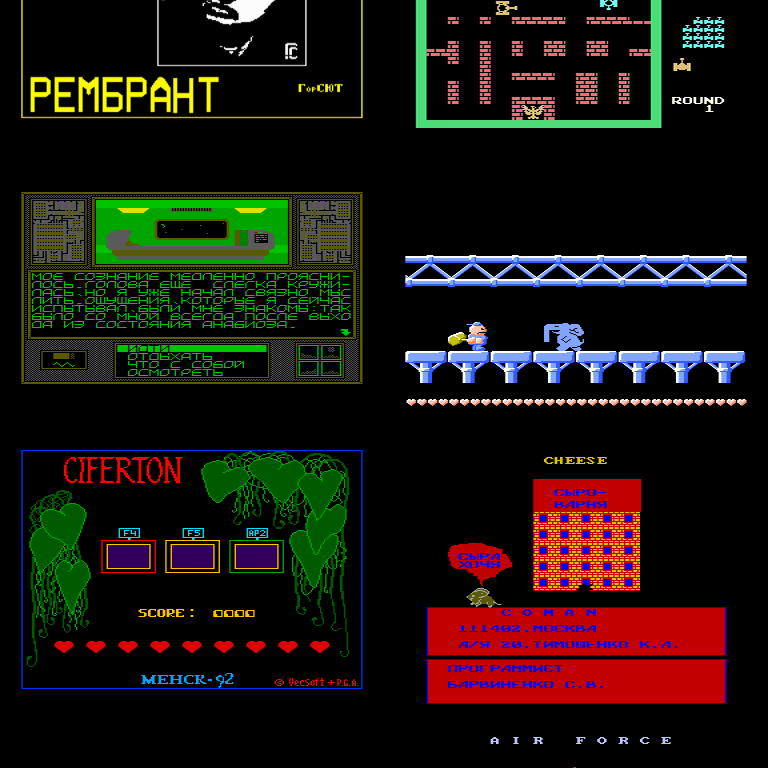 РЕМБРАНТ
ГорСЮТ
ROUND
1
МОЕ СОЗНАНИЕ МЕДЛЕННО ПРОЯСНИ-
ЛОСЬ.ГОЛОВА ЕЩЕ СЛЕГКА КРУЖИ-
ЛАСЬ,НО Я УЖЕ НАЧАЛ СВЯЗНО МЫС
ЛИТЬ.ОЩУЩЕНИЯ,КОТОРЫЕ Я СЕЙЧАС
ИСПЫТЫВАЛ,БЫЛИ МНЕ ЗНАКОМЫ:ТАК
БЫЛО СО МНОЙ ВСЕГДА ПОСЛЕ ВЫХО
ДА ИЗ СОСТОЯНИЯ АНАБИОЗА.
ИДТИ
ОТДЫХАТЬ
ЧТО С СОБОЙ
ОСМОТРЕТЬ
CIFERTON
F4 F5 AP2
SCORE: 0000
МЕНСК-92
© VecSoft + P.C.A.
CHEESE
СЫРО-
ВАРНЯ
СЫРА
ХОЧУ
C O M A N
111402.МОСКВА
А/Я 20.ТИМОШЕНКО К.А.
ПРОГРАММИСТ
БАРВИНЕНКО С.В.
AIR FORCE